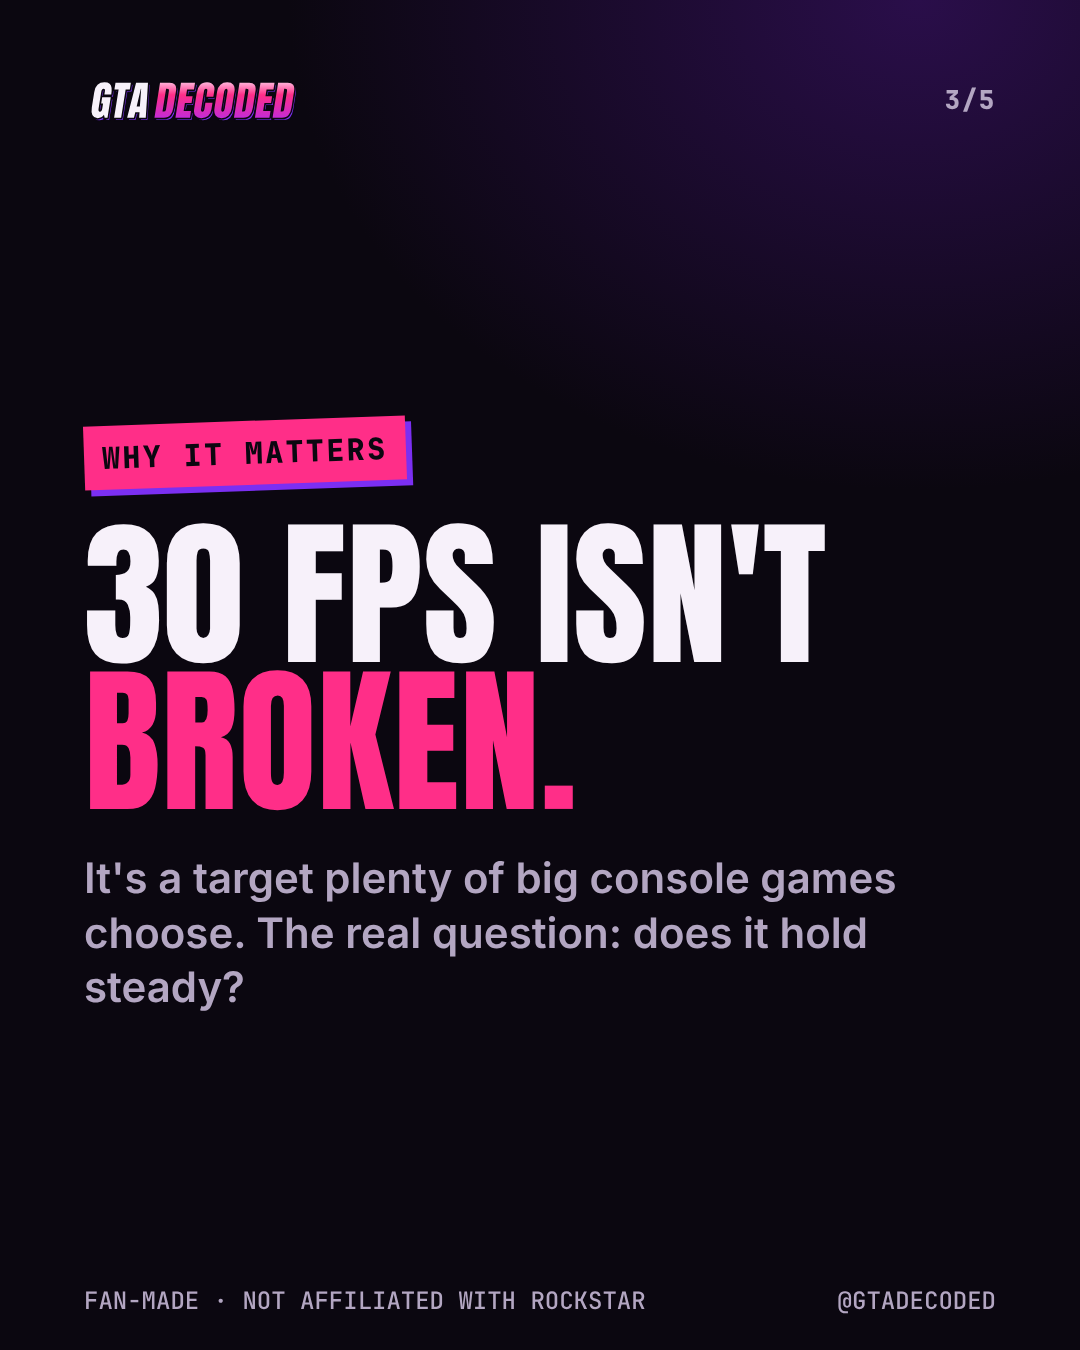 GTA DECODED
3/5
WHY IT MATTERS
30 FPS ISN'T
BROKEN.
It's a target plenty of big console games
choose. The real question: does it hold
steady?
FAN-MADE · NOT AFFILIATED WITH ROCKSTAR
@GTADECODED